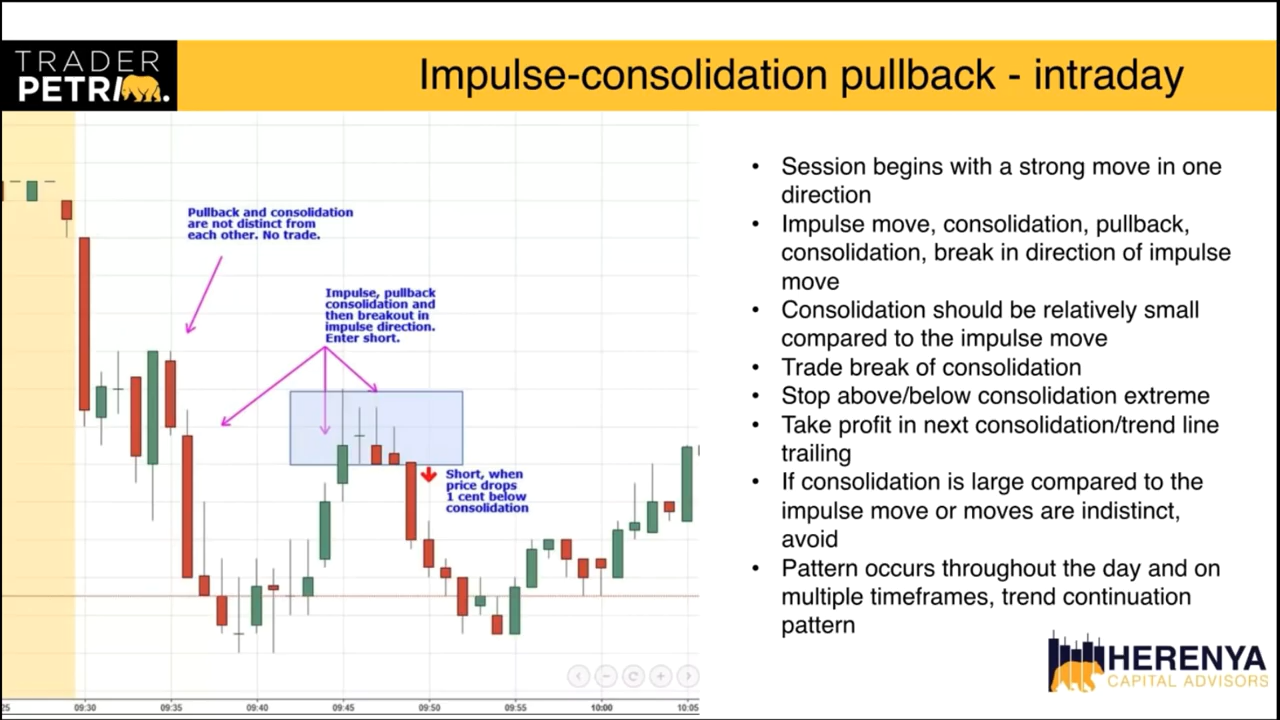 TRADER
PETRI.
Impulse-consolidation pullback - intraday
Pullback and consolidation
are not distinct from
each other. No trade.
Impulse, pullback
consolidation and
then breakout in
impulse direction.
Enter short.
Short, when
price drops
1 cent below
consolidation
25 09:30 09:35 09:40 09:45 09:50 09:55 10:00 10:05
• Session begins with a strong move in one
direction
• Impulse move, consolidation, pullback,
consolidation, break in direction of impulse
move
• Consolidation should be relatively small
compared to the impulse move
• Trade break of consolidation
• Stop above/below consolidation extreme
• Take profit in next consolidation/trend line
trailing
• If consolidation is large compared to the
impulse move or moves are indistinct,
avoid
• Pattern occurs throughout the day and on
multiple timeframes, trend continuation
pattern
HERENYA
CAPITAL ADVISORS